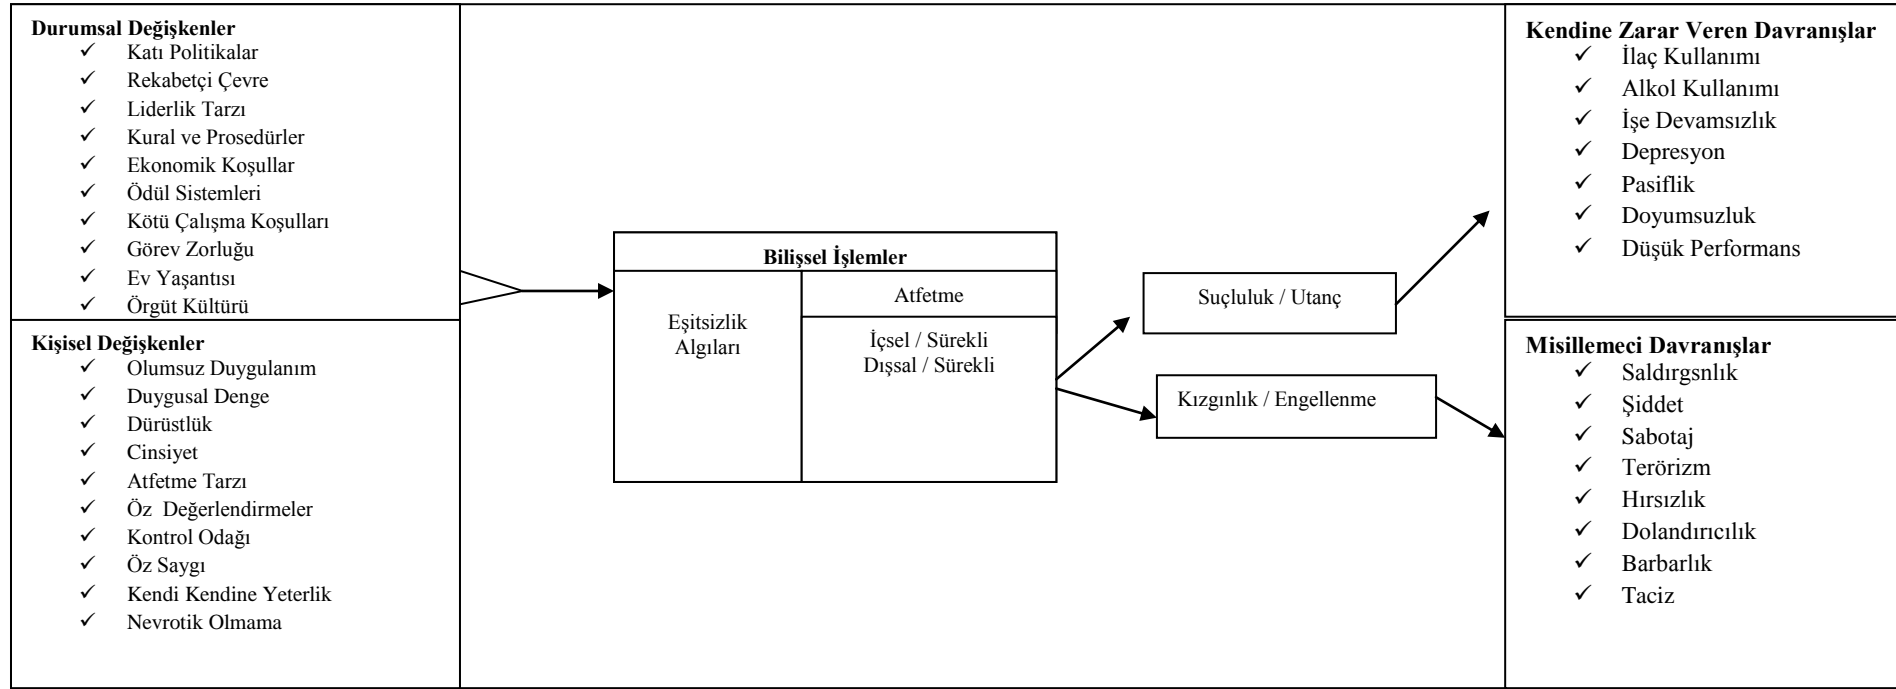 Durumsal Değişkenler
✓ Katı Politikalar
✓ Rekabetçi Çevre
✓ Liderlik Tarzı
✓ Kural ve Prosedürler
✓ Ekonomik Koşullar
✓ Ödül Sistemleri
✓ Kötü Çalışma Koşulları
✓ Görev Zorluğu
✓ Ev Yaşantısı
✓ Örgüt Kültürü
Kişisel Değişkenler
✓ Olumsuz Duygulanım
✓ Duygusal Denge
✓ Dürüstlük
✓ Cinsiyet
✓ Atfetme Tarzı
✓ Öz Değerlendirmeler
✓ Kontrol Odağı
✓ Öz Saygı
✓ Kendi Kendine Yeterlik
✓ Nevrotik Olmama
Bilişsel İşlemler
Eşitsizlik
Algıları
Atfetme
İçsel / Sürekli
Dışsal / Sürekli
Suçluluk / Utanç
Kızgınlık / Engellenme
Kendine Zarar Veren Davranışlar
✓ İlaç Kullanımı
✓ Alkol Kullanımı
✓ İşe Devamsızlık
✓ Depresyon
✓ Pasiflik
✓ Doyumsuzluk
✓ Düşük Performans
Misillemeci Davranışlar
✓ Saldırgsnlık
✓ Şiddet
✓ Sabotaj
✓ Terörizm
✓ Hırsızlık
✓ Dolandırıcılık
✓ Barbarlık
✓ Taciz